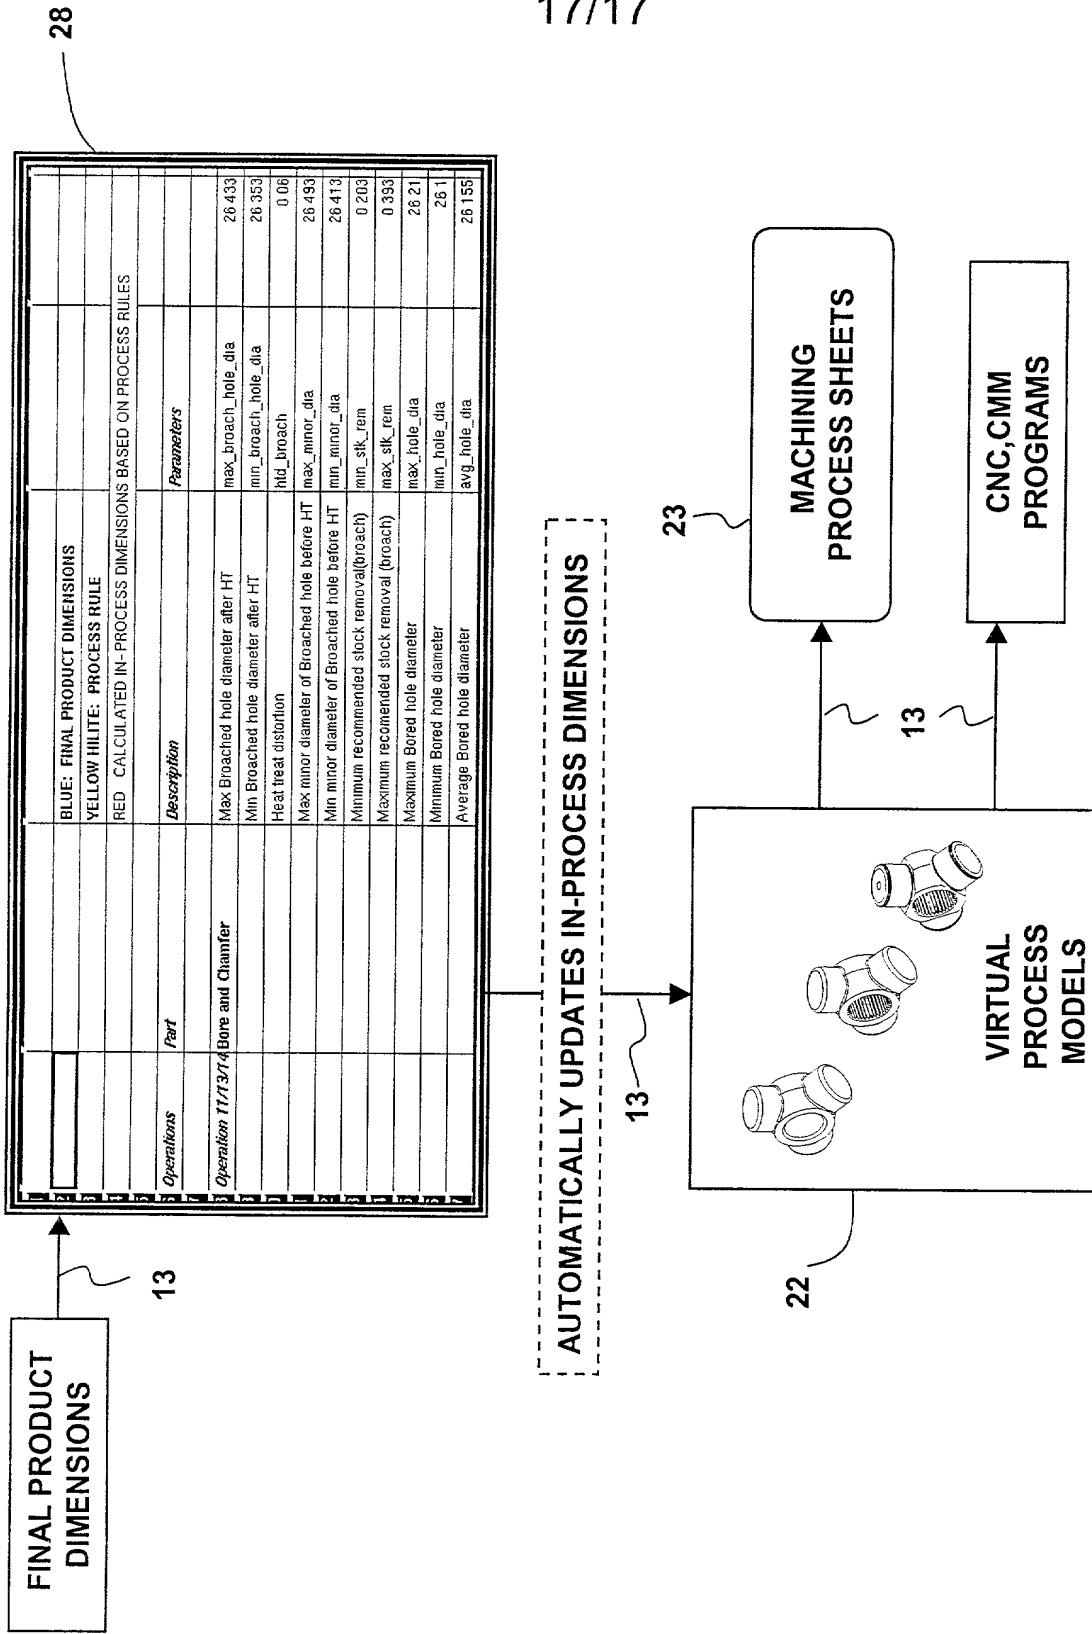 17/17
FINAL PRODUCT
DIMENSIONS
13
28
BLUE: FINAL PRODUCT DIMENSIONS
YELLOW HILITE: PROCESS RULE
RED CALCULATED IN-PROCESS DIMENSIONS BASED ON PROCESS RULES
Operations Part Description Parameters
Operation 11/13/14 Bore and Chamfer Max Broached hole diameter after HT max_broach_hole_dia 26 433
Min Broached hole diameter after HT min_broach_hole_dia 26 353
Heat treat distortion htd_broach 0 06
Max minor diameter of Broached hole before HT max_minor_dia 26 493
Min minor diameter of Broached hole before HT min_minor_dia 26 413
Minimum recommended stock removal(broach) min_stk_rem 0 203
Maximum recomended stock removal (broach) max_stk_rem 0 393
Maximum Bored hole diameter max_hole_dia 26 21
Minimum Bored hole diameter min_hole_dia 26 1
Average Bored hole diameter avg_hole_dia 26 155
AUTOMATICALLY UPDATES IN-PROCESS DIMENSIONS
13
22
VIRTUAL
PROCESS
MODELS
13
23
MACHINING
PROCESS SHEETS
CNC,CMM
PROGRAMS